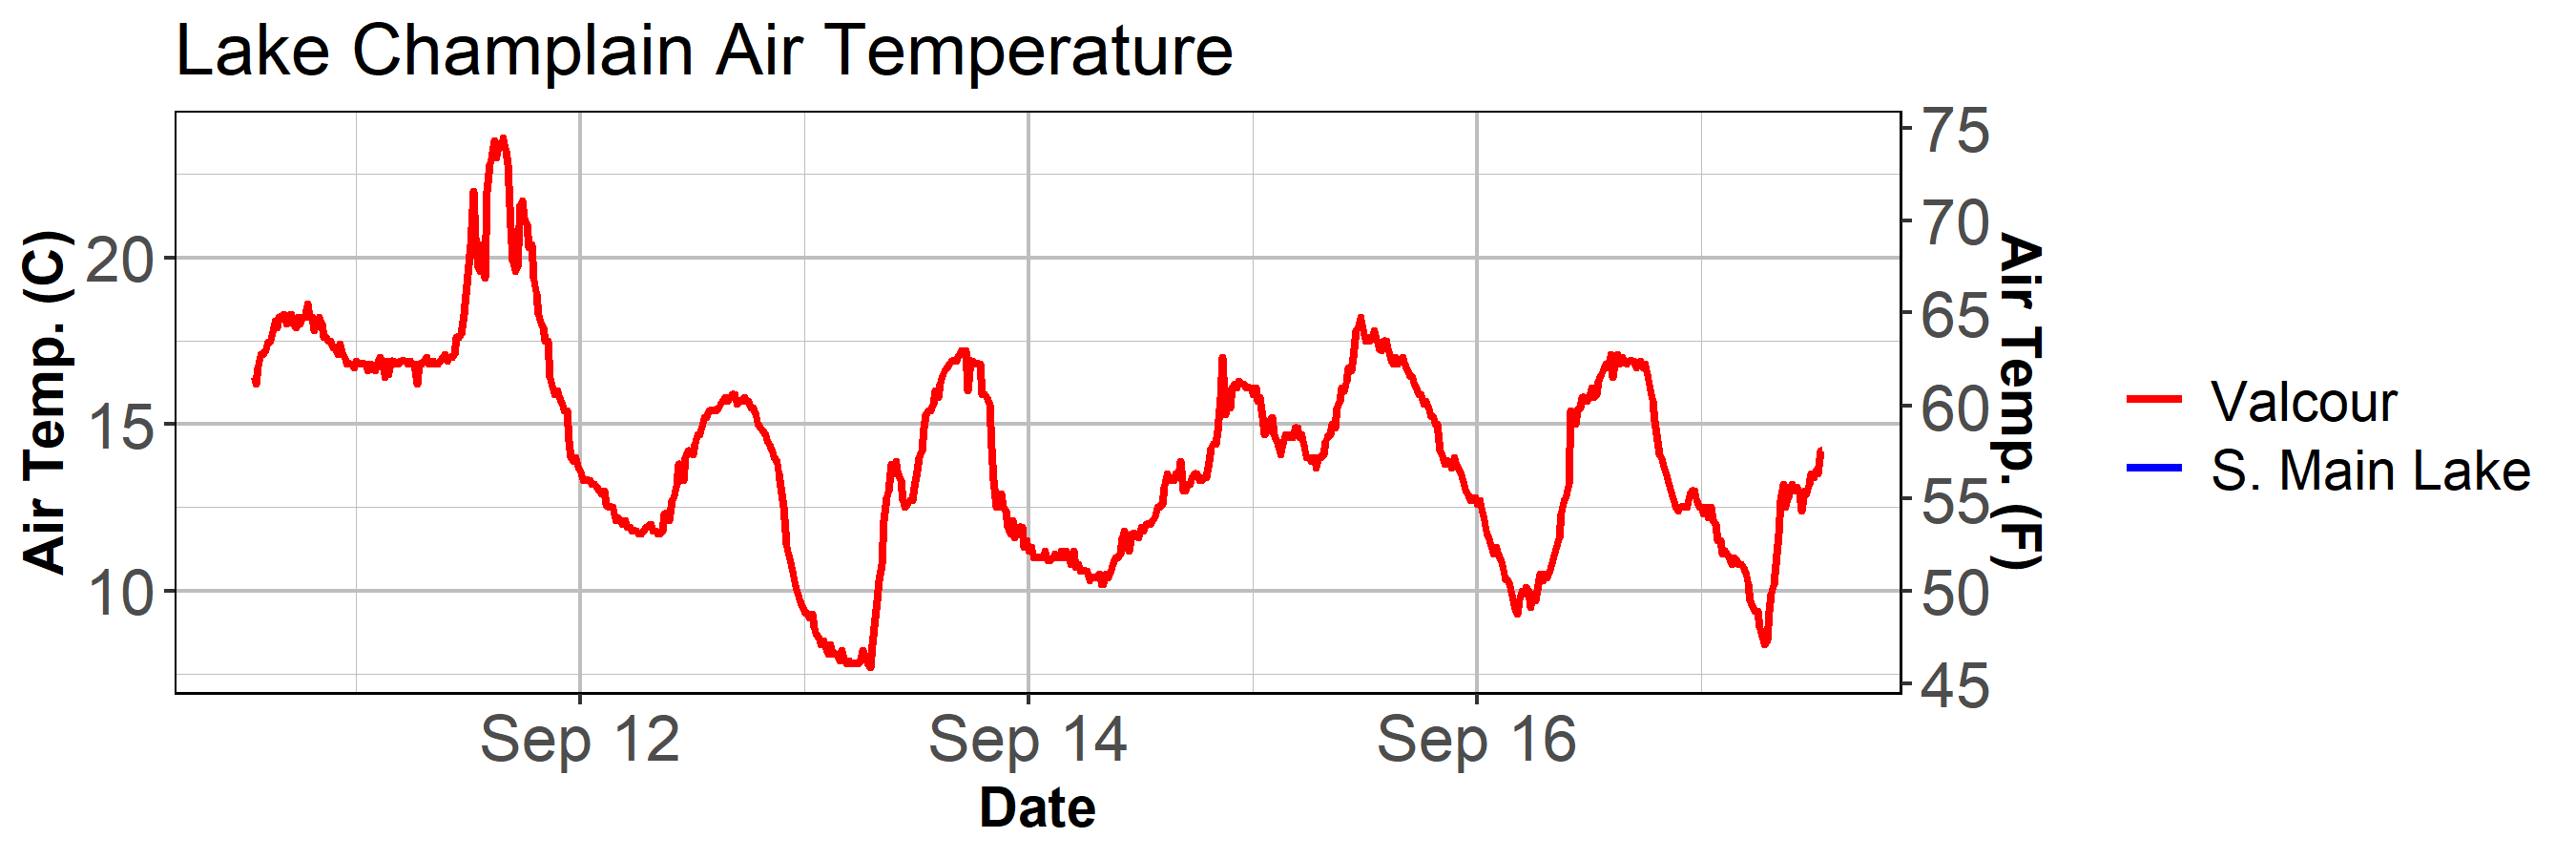 Lake Champlain Air Temperature
Air Temp. (C)
20
15
10
75
70
65
60
55
50
45
Air Temp. (F)
Sep 12
Sep 14
Sep 16
Date
Valcour
S. Main Lake